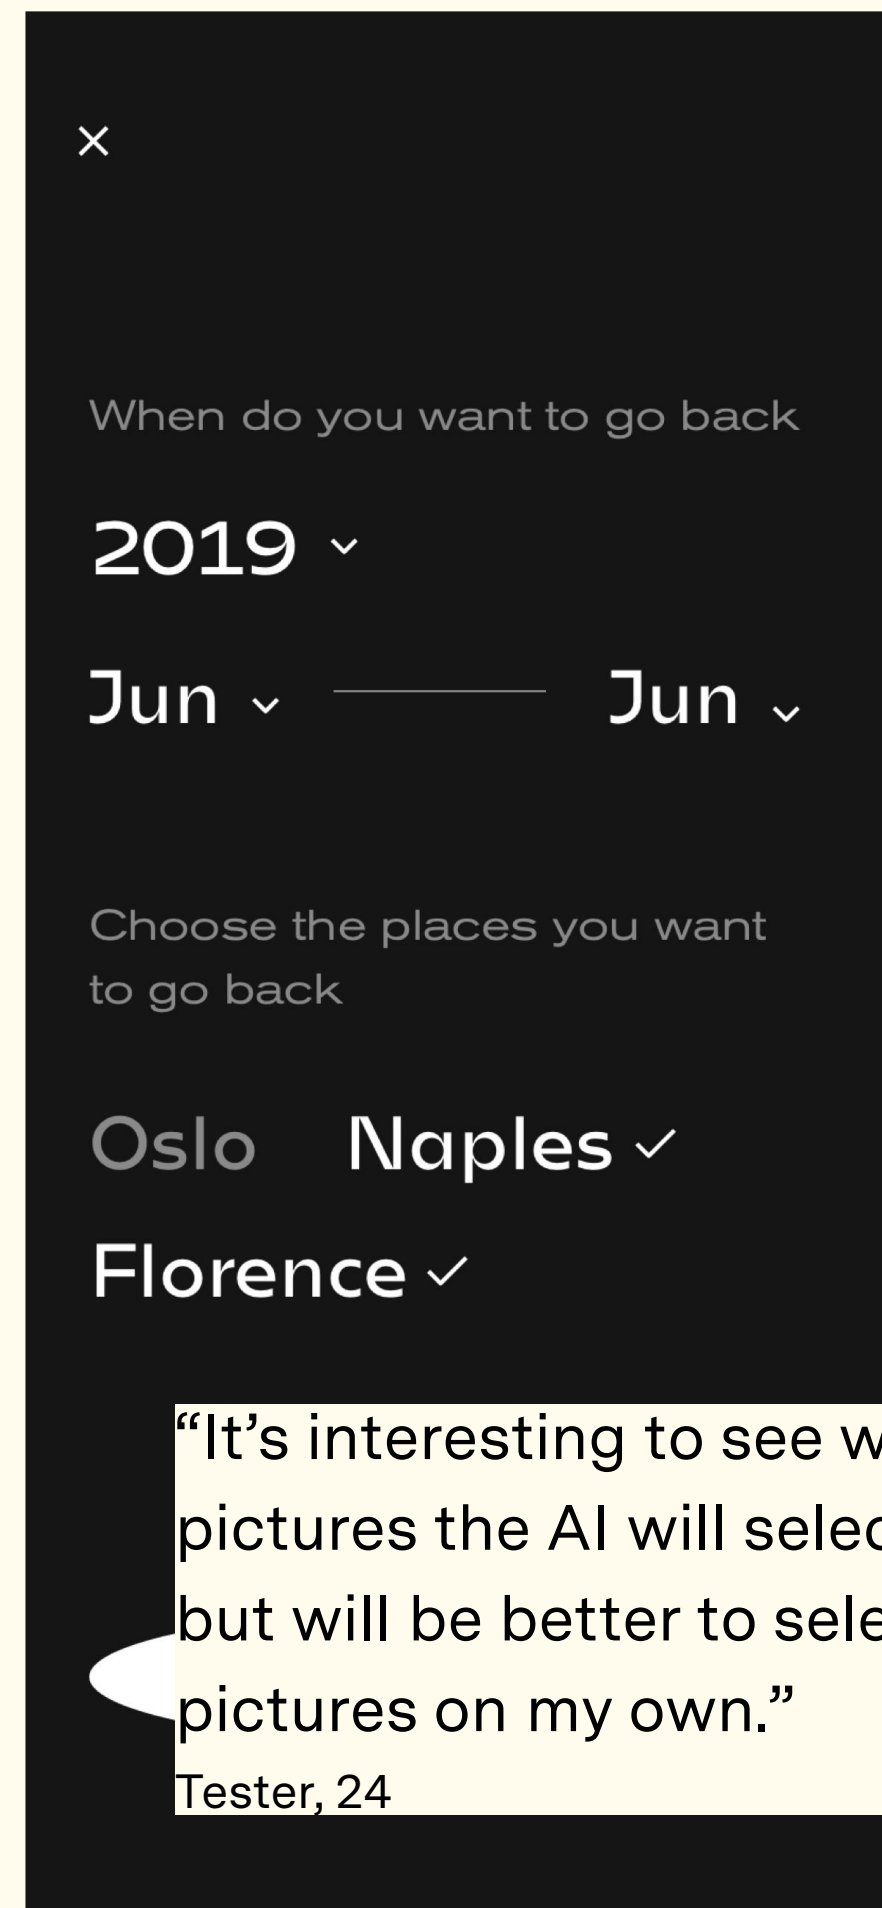 When do you want to go back
2019
Jun Jun
Choose the places you want
to go back
Oslo Naples
Florence
“It’s interesting to see
pictures the AI will
but will be better to
pictures on my own.”
Tester, 24